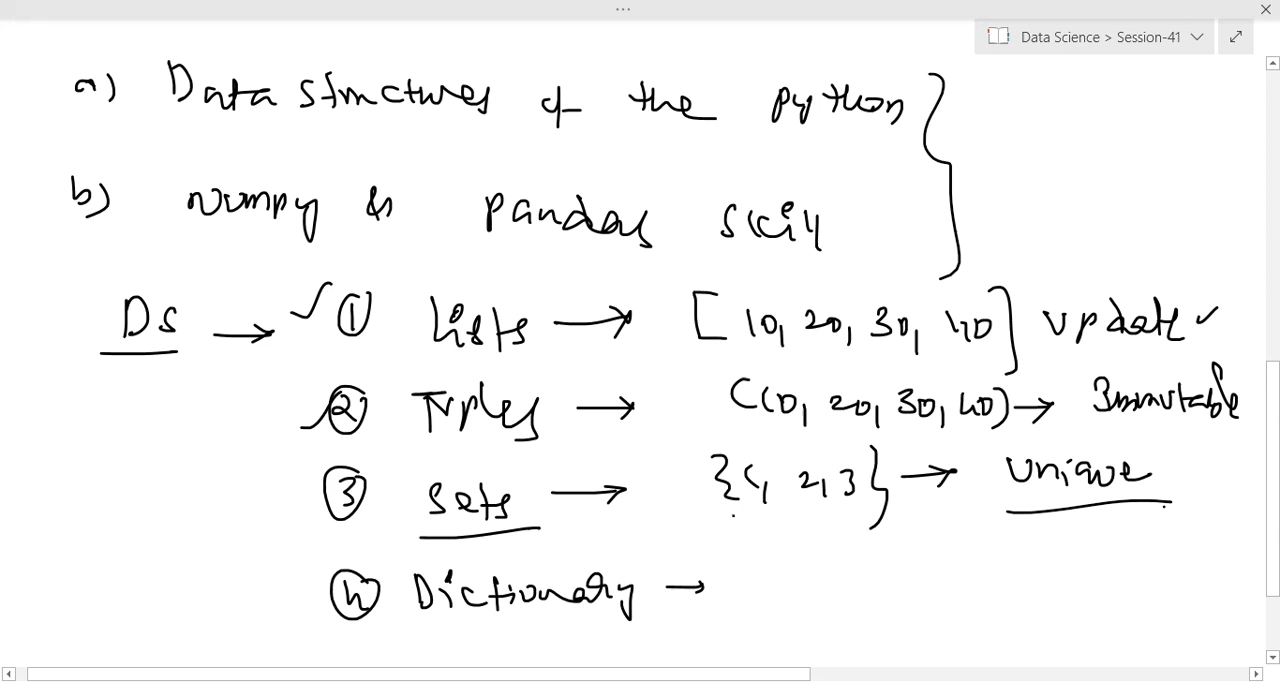 Data Science > Session-41
a) Data structures of the python
b) Numpy & Pandas skill
DS → ✓ ① Lists → [10, 20, 30, 40] update ✓
② Tuples → (10, 20, 30, 40) → Immutable
③ Sets → {1, 2, 3} → Unique
④ Dictionary →